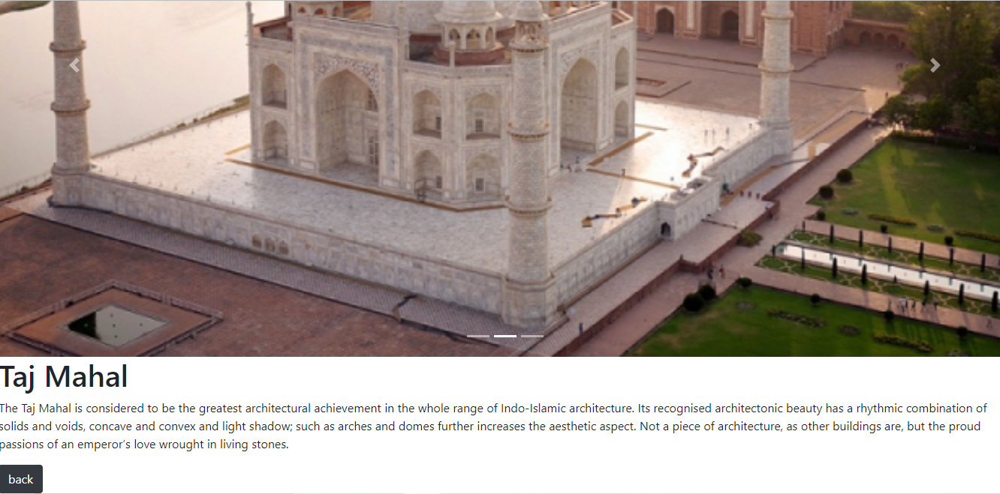 Taj Mahal
The Taj Mahal is considered to be the greatest architectural achievement in the whole range of Indo-Islamic architecture. Its recognised architectonic beauty has a rhythmic combination of
solids and voids, concave and convex and light shadow; such as arches and domes further increases the aesthetic aspect. Not a piece of architecture, as other buildings are, but the proud
passions of an emperor’s love wrought in living stones.
back